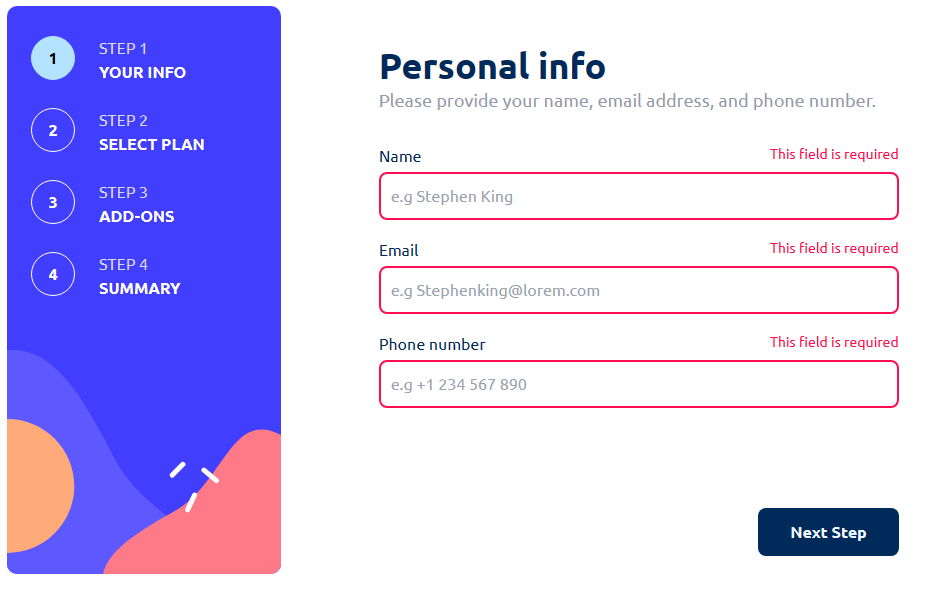 1
STEP 1
YOUR INFO
2
STEP 2
SELECT PLAN
3
STEP 3
ADD-ONS
4
STEP 4
SUMMARY
Personal info
Please provide your name, email address, and phone number.
Name
This field is required
e.g Stephen King
Email
This field is required
e.g Stephenking@lorem.com
Phone number
This field is required
e.g +1 234 567 890
Next Step